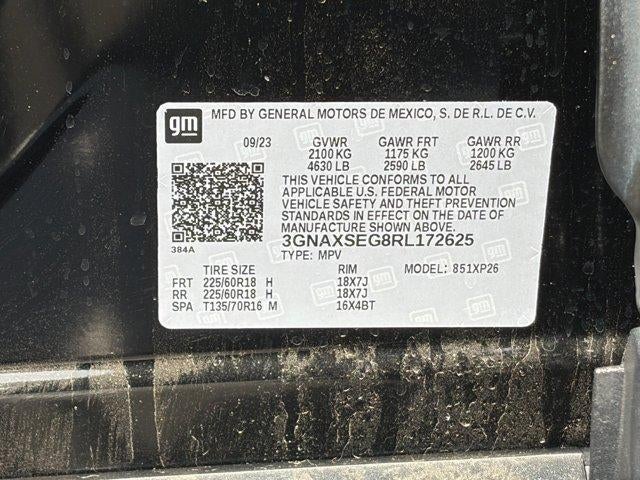 gm MFD BY GENERAL MOTORS DE MEXICO, S. DE R.L. DE C.V.
09/23 GVWR GAWR FRT GAWR RR
2100 KG 1175 KG 1200 KG
4630 LB 2590 LB 2645 LB
THIS VEHICLE CONFORMS TO ALL
APPLICABLE U.S. FEDERAL MOTOR
VEHICLE SAFETY AND THEFT PREVENTION
STANDARDS IN EFFECT ON THE DATE OF
MANUFACTURE SHOWN ABOVE.
384A 3GNAXSEG8RL172625
TYPE: MPV
TIRE SIZE RIM MODEL: 851XP26
FRT 225/60R18 H 18X7J
RR 225/60R18 H 18X7J
SPA T135/70R16 M 16X4BT